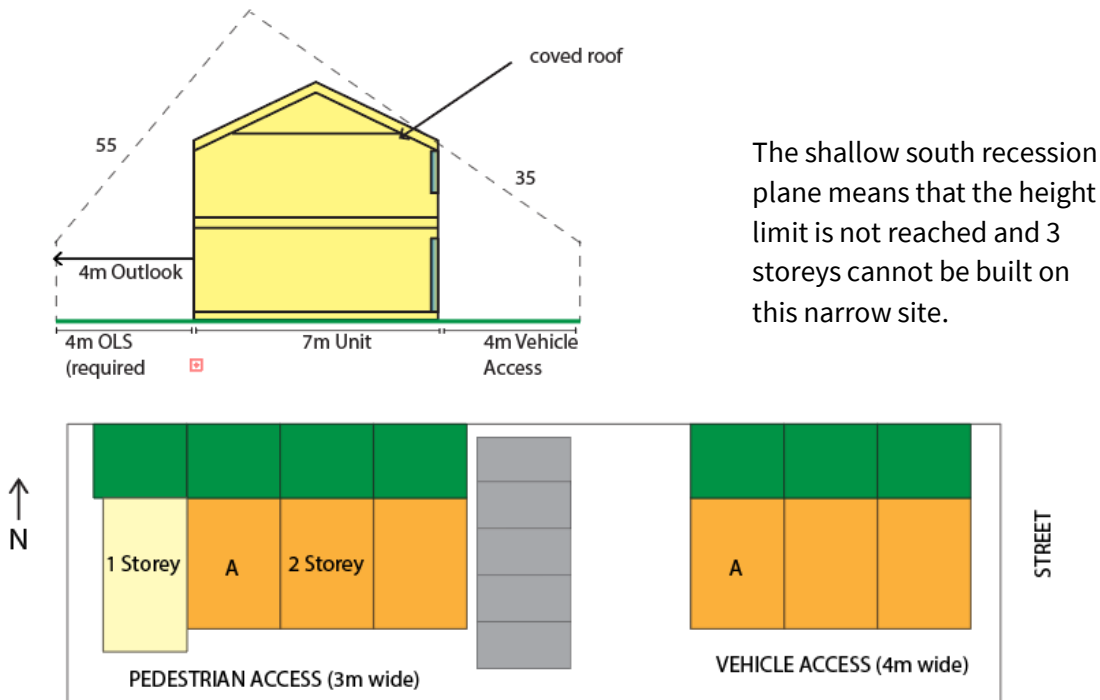 coved roof
55
35
The shallow south recession
plane means that the height
limit is not reached and 3
storeys cannot be built on
this narrow site.
4m Outlook
4m OLS
(required
7m Unit
4m Vehicle
Access
N
1 Storey
A
2 Storey
A
STREET
PEDESTRIAN ACCESS (3m wide)
VEHICLE ACCESS (4m wide)